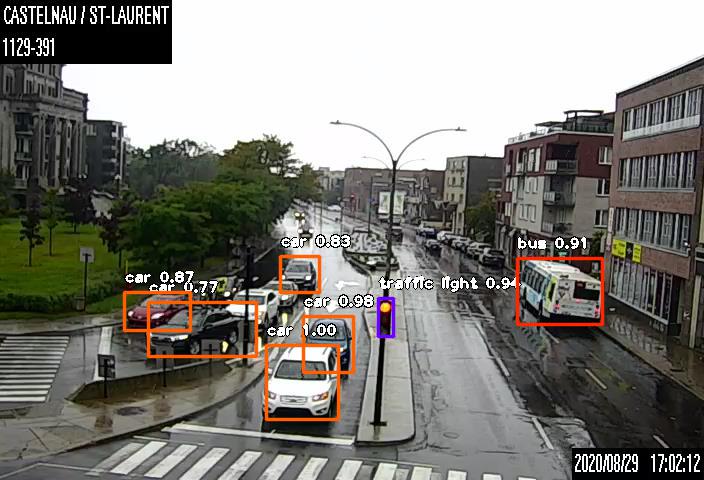 CASTELNAU / ST-LAURENT
1129-391
car 0.83
bus 0.91
car 0.87
car 0.77
traffic light 0.94
car 0.98
car 1.00
2020/08/29 17:02:12